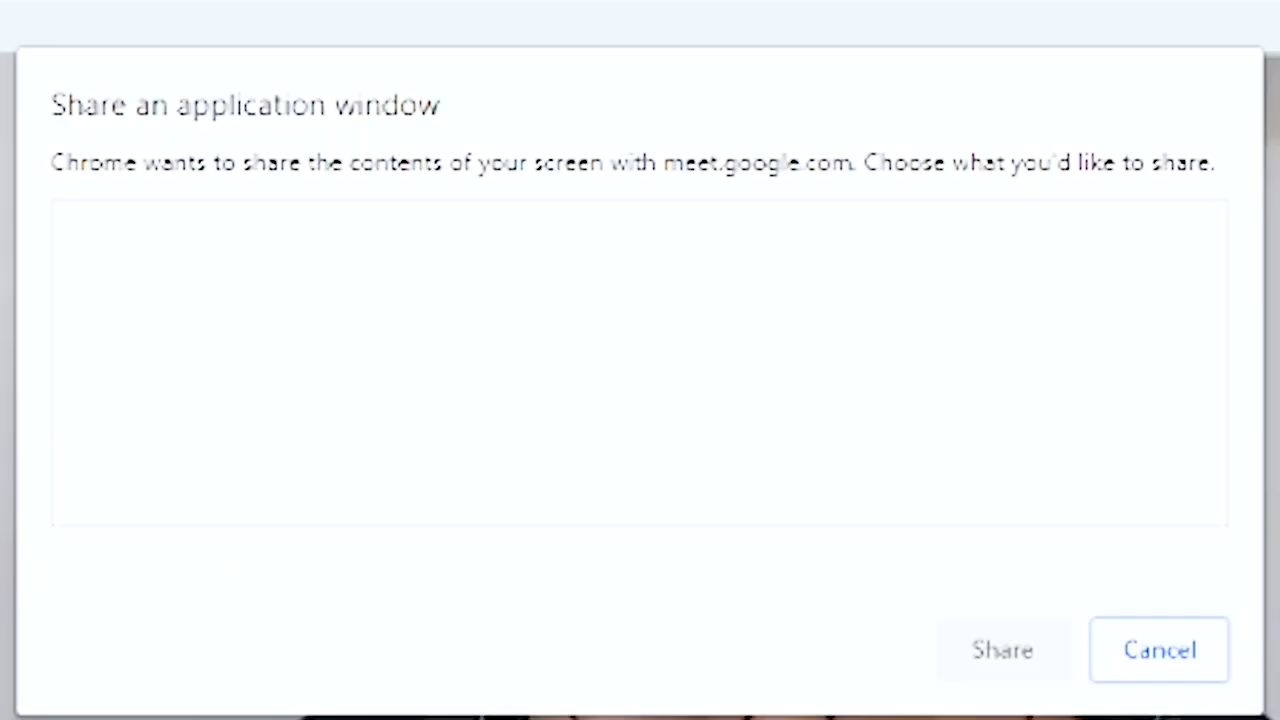 Share an application window
Chrome wants to share the contents of your screen with meet.google.com. Choose what you'd like to share.
Share
Cancel